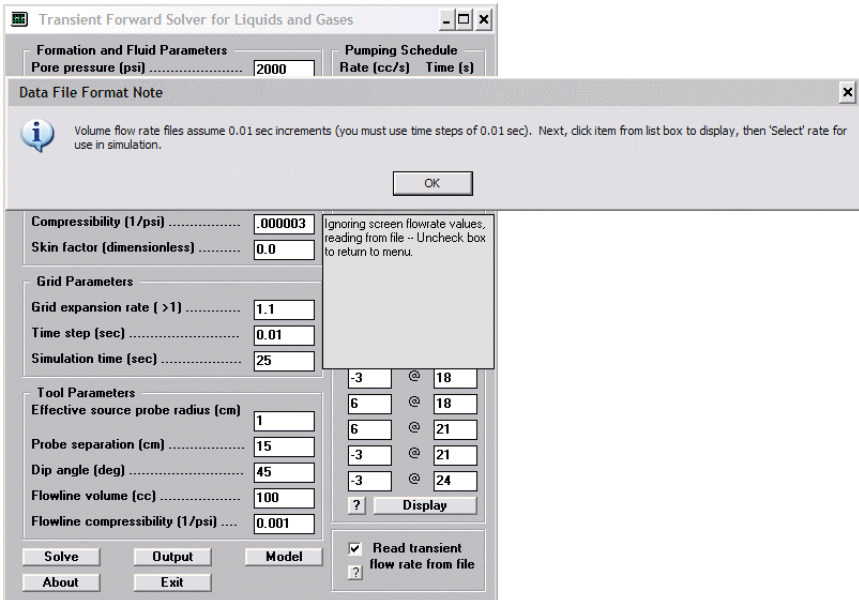 Transient Forward Solver for Liquids and Gases
Formation and Fluid Parameters
Pore pressure (psi) ..................... 2000
Pumping Schedule
Rate (cc/s) Time (s)
Data File Format Note
Volume flow rate files assume 0.01 sec increments (you must use time steps of 0.01 sec). Next, click item from list box to display, then 'Select' rate for
use in simulation.
OK
Compressibility (1/psi) ................ .000003
Skin factor (dimensionless) ......... 0.0
Ignoring screen flowrate values,
reading from file -- Uncheck box
to return to menu.
Grid Parameters
Grid expansion rate ( >1) ............ 1.1
Time step (sec) ......................... 0.01
Simulation time (sec) .................. 25
Tool Parameters
Effective source probe radius (cm) 1
Probe separation (cm) ................. 15
Dip angle (deg) .......................... 45
Flowline volume (cc) .................. 100
Flowline compressibility (1/psi) .... 0.001
-3 @ 18
6 @ 18
6 @ 21
-3 @ 21
-3 @ 24
? Display
Solve Output Model
About Exit
Read transient
flow rate from file
?